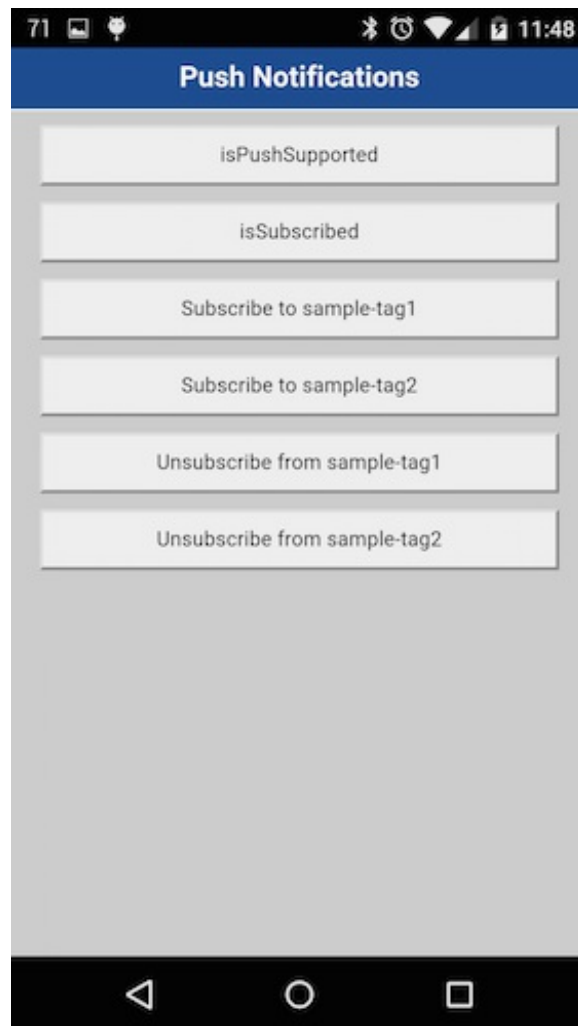 71 11:48
Push Notifications
isPushSupported
isSubscribed
Subscribe to sample-tag1
Subscribe to sample-tag2
Unsubscribe from sample-tag1
Unsubscribe from sample-tag2